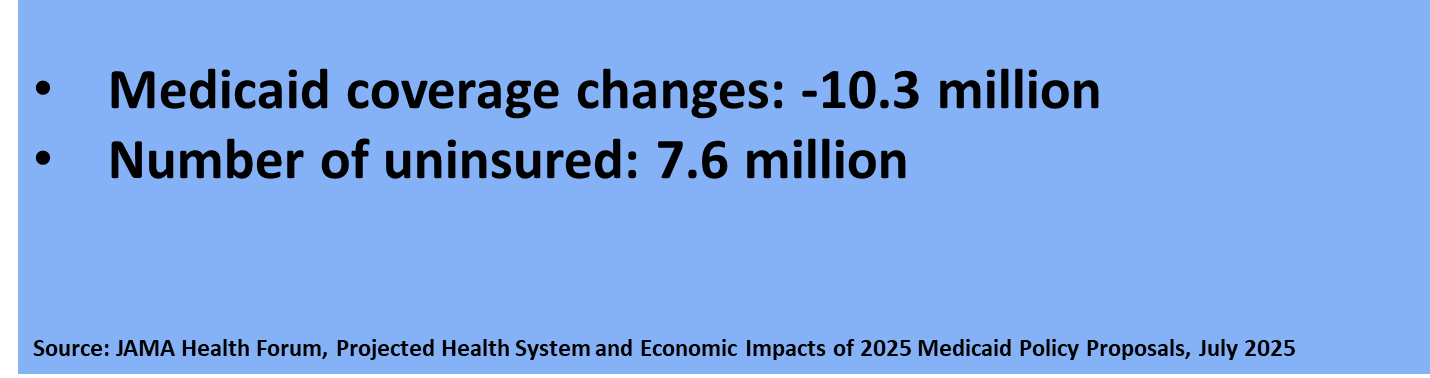 • Medicaid coverage changes: -10.3 million
• Number of uninsured: 7.6 million
Source: JAMA Health Forum, Projected Health System and Economic Impacts of 2025 Medicaid Policy Proposals, July 2025